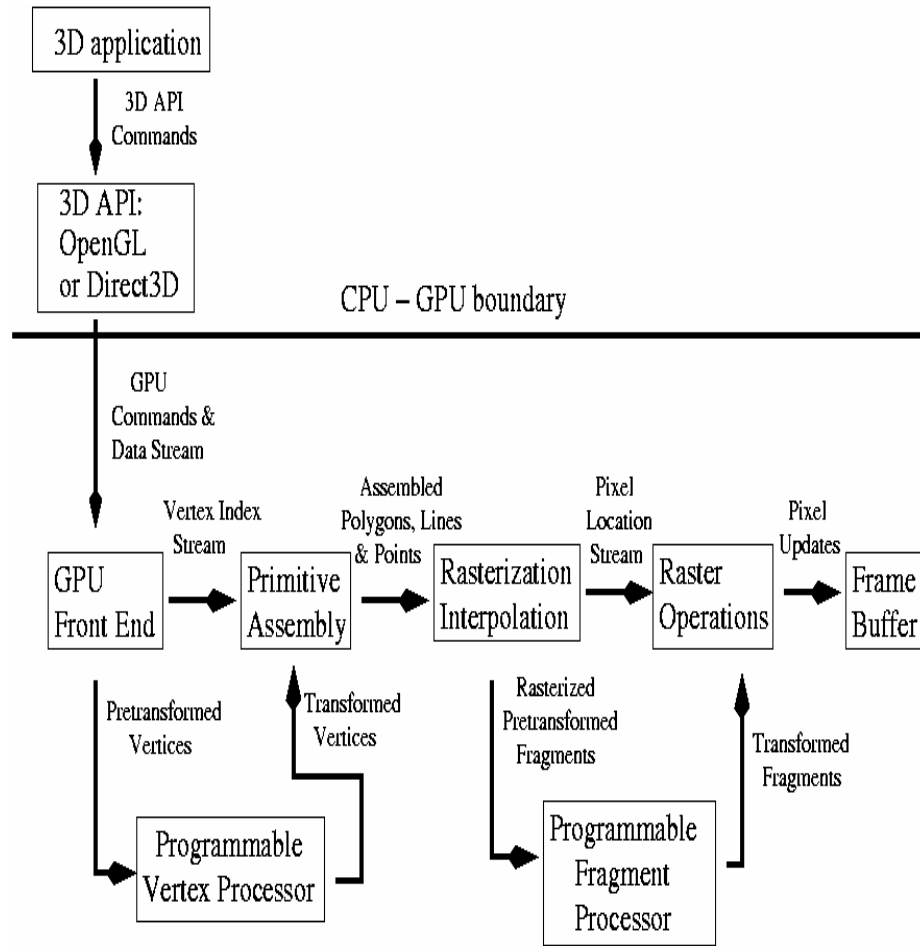 3D application
3D API
Commands
3D API:
OpenGL
or Direct3D
CPU – GPU boundary
GPU
Commands &
Data Stream
Vertex Index
Stream
Assembled
Polygons, Lines
& Points
Pixel
Location
Stream
Pixel
Updates
GPU
Front End
Primitive
Assembly
Rasterization
Interpolation
Raster
Operations
Frame
Buffer
Pretransformed
Vertices
Transformed
Vertices
Rasterized
Pretransformed
Fragments
Transformed
Fragments
Programmable
Vertex Processor
Programmable
Fragment
Processor